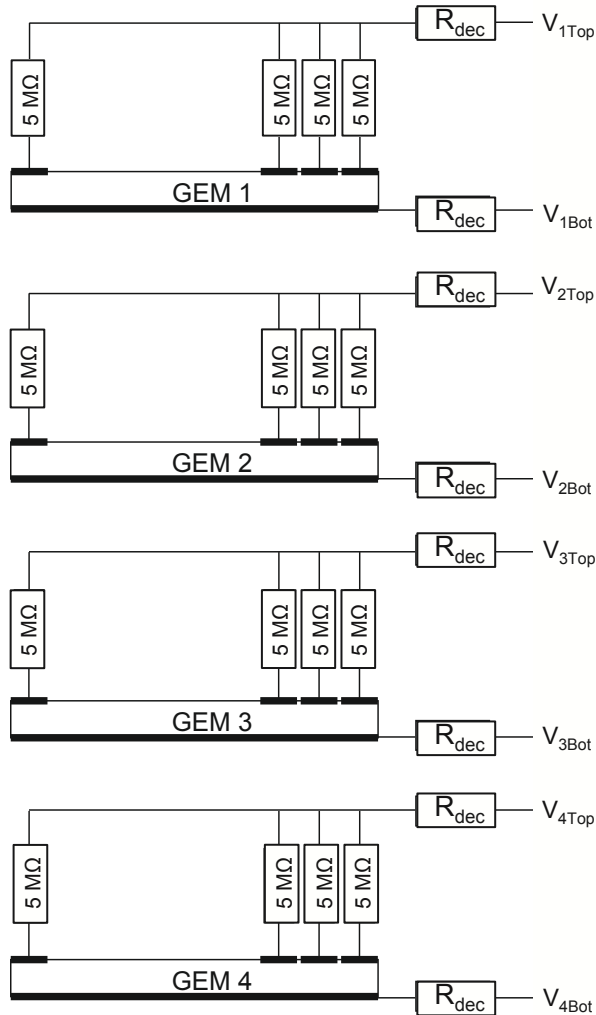 R_dec V_1Top
5 MΩ 5 MΩ 5 MΩ 5 MΩ
GEM 1
R_dec V_1Bot
R_dec V_2Top
5 MΩ 5 MΩ 5 MΩ 5 MΩ
GEM 2
R_dec V_2Bot
R_dec V_3Top
5 MΩ 5 MΩ 5 MΩ 5 MΩ
GEM 3
R_dec V_3Bot
R_dec V_4Top
5 MΩ 5 MΩ 5 MΩ 5 MΩ
GEM 4
R_dec V_4Bot